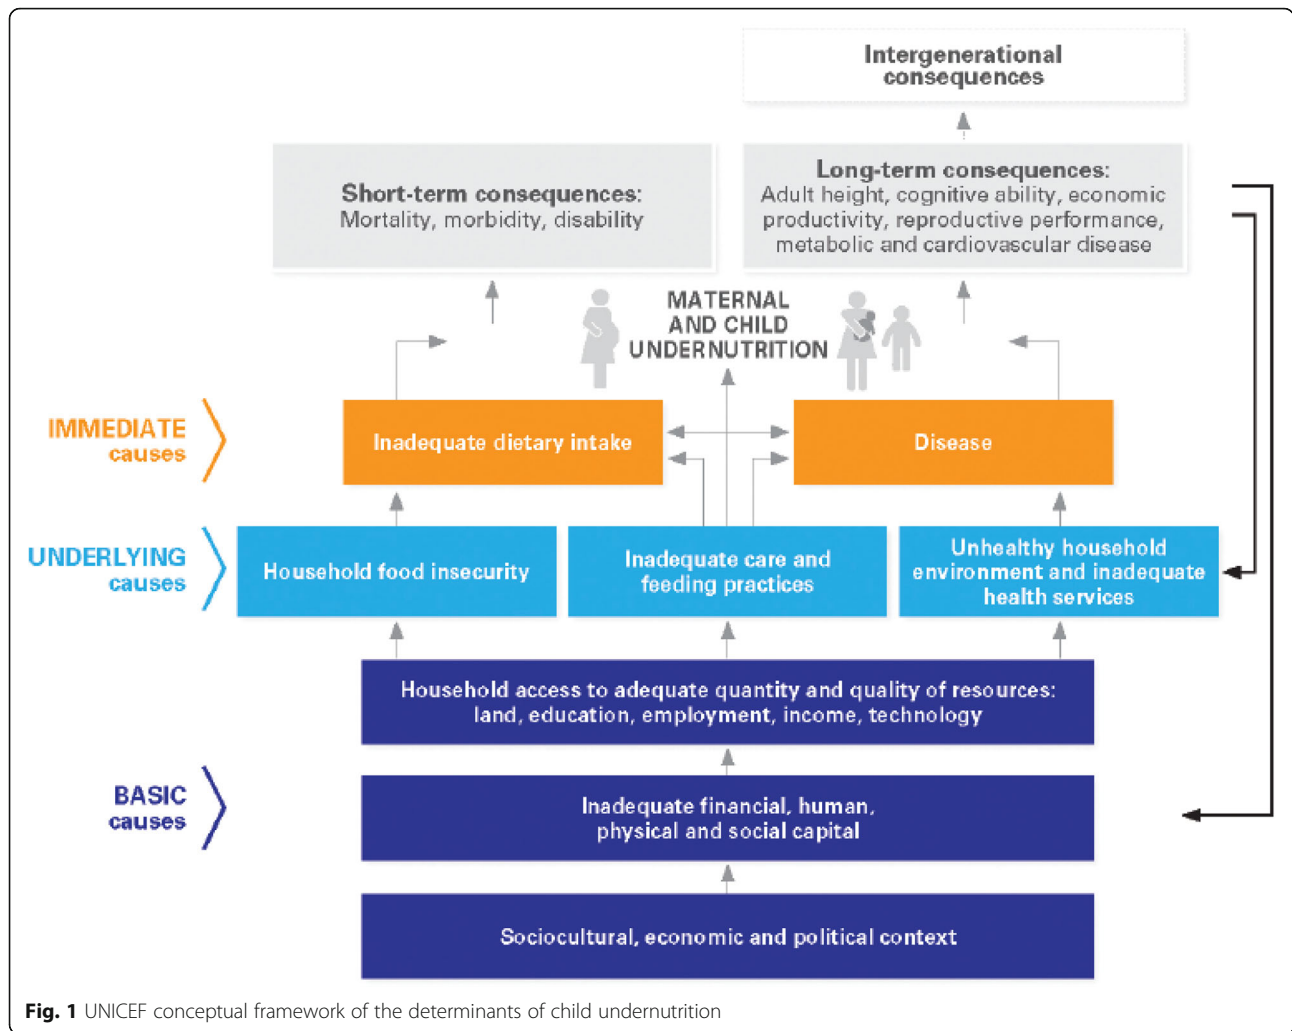 Intergenerational
consequences
Short-term consequences:
Mortality, morbidity, disability
Long-term consequences:
Adult height, cognitive ability, economic
productivity, reproductive performance,
metabolic and cardiovascular disease
MATERNAL
AND CHILD
UNDERNUTRITION
IMMEDIATE
causes
Inadequate dietary intake
Disease
UNDERLYING
causes
Household food insecurity
Inadequate care and
feeding practices
Unhealthy household
environment and inadequate
health services
Household access to adequate quantity and quality of resources:
land, education, employment, income, technology
BASIC
causes
Inadequate financial, human,
physical and social capital
Sociocultural, economic and political context
Fig. 1 UNICEF conceptual framework of the determinants of child undernutrition